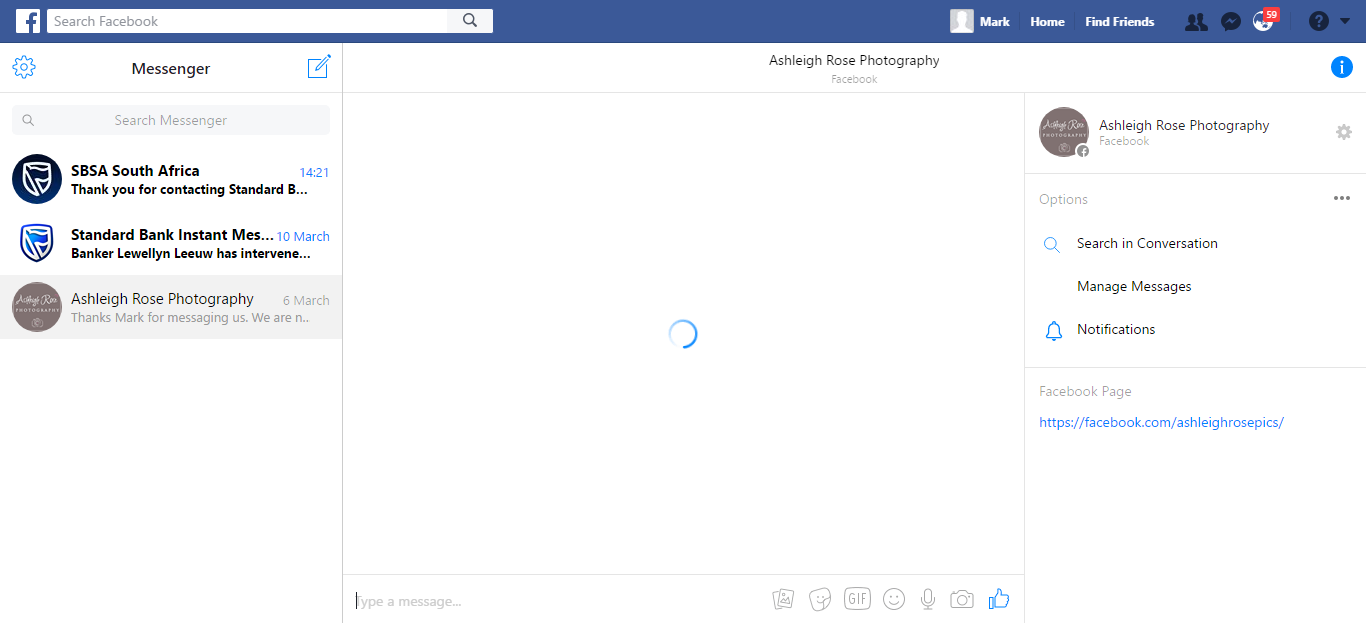 Search Facebook
Mark Home Find Friends 59
Messenger
Search Messenger
SBSA South Africa 14:21
Thank you for contacting Standard B...
Standard Bank Instant Mes... 10 March
Banker Lewellyn Leeuw has intervene...
Ashleigh Rose PHOTOGRAPHY
Ashleigh Rose Photography 6 March
Thanks Mark for messaging us. We are n..
Ashleigh Rose Photography
Facebook
Type a message...
GIF
Ashleigh Rose PHOTOGRAPHY
Ashleigh Rose Photography
Facebook
Options
Search in Conversation
Manage Messages
Notifications
Facebook Page
https://facebook.com/ashleighrosepics/